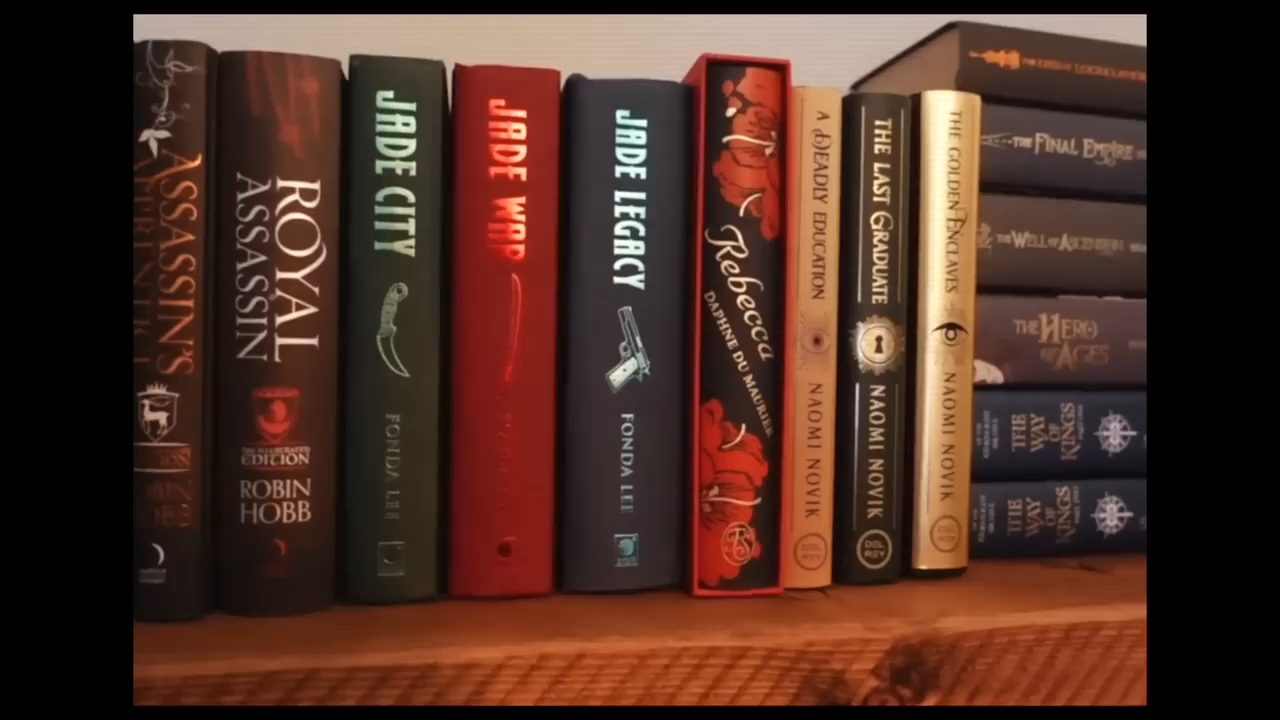 ASSASSIN'S
APPRENTICE
ROYAL
ASSASSIN
THE ILLUSTRATED
EDITION
ROBIN
HOBB
JADE CITY
FONDA LEE
JADE WAR
JADE LEGACY
FONDA LEE
Rebecca
DAPHNE DU MAURIER
FS
A DEADLY EDUCATION
NAOMI NOVIK
DEL REY
THE LAST GRADUATE
NAOMI NOVIK
DEL REY
THE GOLDEN ENCLAVES
NAOMI NOVIK
DEL REY
THE FINAL EMPIRE
THE WELL OF ASCENSION
THE HERO
OF AGES
THE
WAY
OF
KINGS
THE
WAY
OF
KINGS